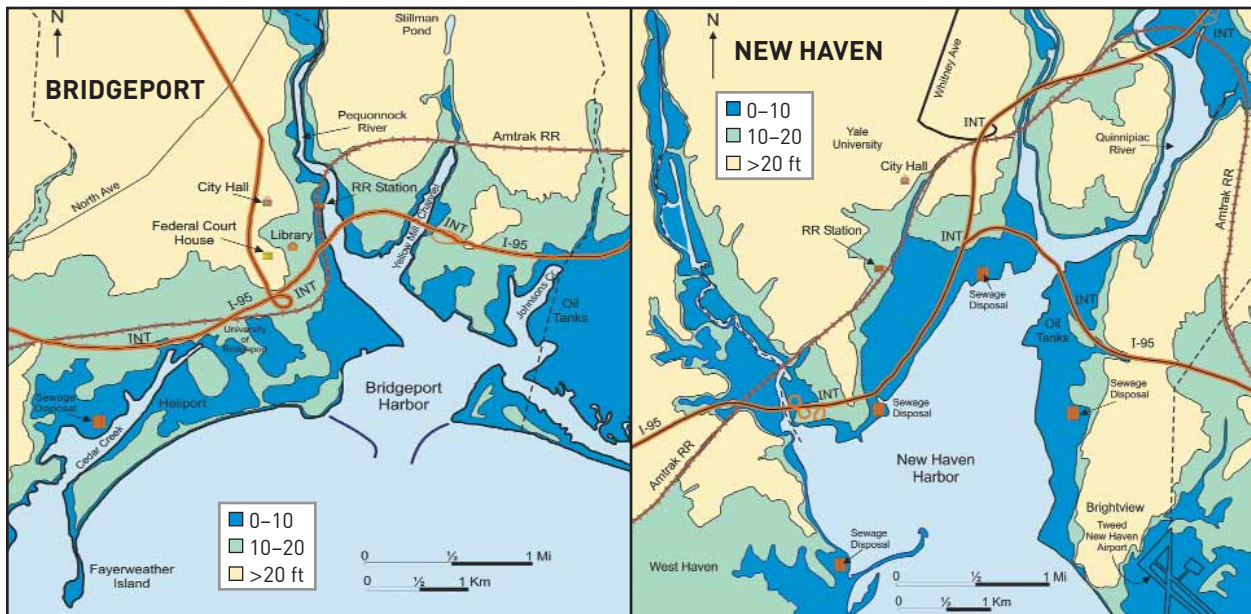 N
BRIDGEPORT
Stillman
Pond
Pequonnock
River
Amtrak RR
North Ave
City Hall
RR Station
Federal Court
House
Library
Yellow Mill Channel
INT
I-95
I-95
INT
INT
University
of
Bridgeport
Johnsons Cr.
Oil
Tanks
Sewage
Disposal
Heliport
Bridgeport
Harbor
Cedar Creek
0–10
10–20
>20 ft
Fayerweather
Island
0 ½ 1 Mi
0 ½ 1 Km
N
NEW HAVEN
0–10
10–20
>20 ft
Whitney Ave
INT
INT
Yale
University
City Hall
Quinnipiac
River
Amtrak RR
RR Station
INT
Sewage
Disposal
INT
Oil
Tanks
I-95
Sewage
Disposal
INT
Sewage
Disposal
I-95
Amtrak RR
New Haven
Harbor
Brightview
Tweed
New Haven
Airport
Sewage
Disposal
West Haven
0 ½ 1 Mi
0 ½ 1 Km